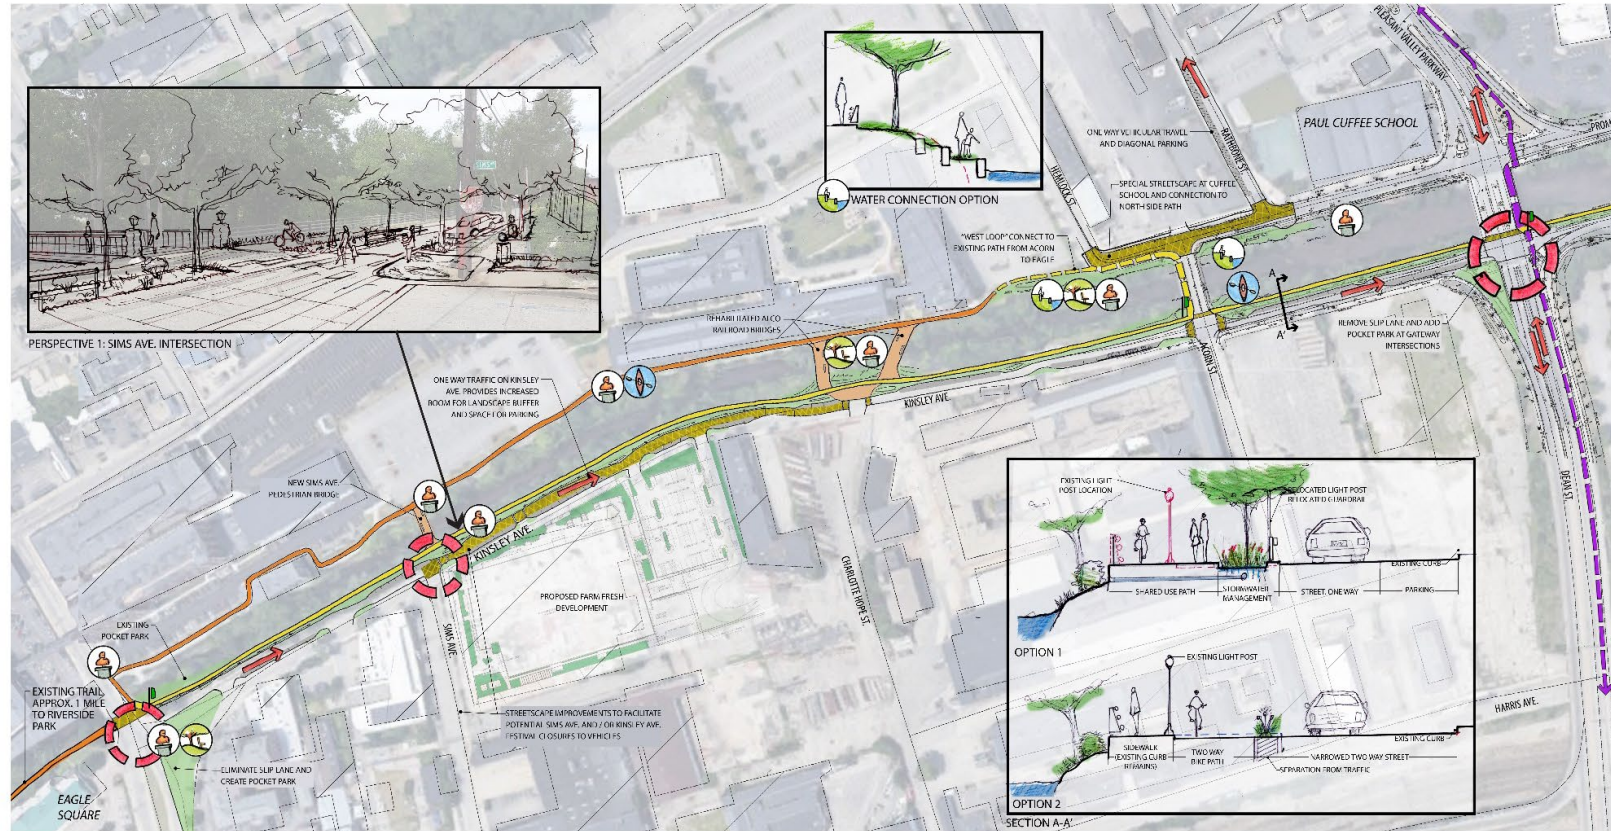 PLEASANT VALLEY PARKWAY
PAUL CUFFEE SCHOOL
ONE WAY VEHICULAR TRAVEL
AND DIAGONAL PARKING
RATHBONE ST.
HEMLOCK ST.
SPECIAL STREETSCAPE AT CUFFEE
SCHOOL AND CONNECTION TO
NORTH SIDE PATH
WATER CONNECTION OPTION
"WEST LOOP" CONNECT TO
EXISTING PATH FROM ACORN
TO EAGLE
A
A'
REHABILITATED ALCO
RAILROAD BRIDGES
REMOVE SLIP LANE AND ADD
POCKET PARK AT GATEWAY
INTERSECTIONS
PERSPECTIVE 1: SIMS AVE. INTERSECTION
ACORN ST.
ONE WAY TRAFFIC ON KINSLEY
AVE. PROVIDES INCREASED
ROOM FOR LANDSCAPE BUFFER
AND SPACE FOR PARKING
KINSLEY AVE.
NEW SIMS AVE.
PEDESTRIAN BRIDGE
KINSLEY AVE.
DEAN ST.
CHARLOTTE HOPE ST.
PROPOSED FARM FRESH
DEVELOPMENT
SIMS AVE.
EXISTING
POCKET PARK
EXISTING TRAIL
APPROX. 1 MILE
TO RIVERSIDE
PARK
STREETSCAPE IMPROVEMENTS TO FACILITATE
POTENTIAL SIMS AVE. AND / OR KINSLEY AVE.
FESTIVAL CLOSURES TO VEHICLES
ELIMINATE SLIP LANE AND
CREATE POCKET PARK
EAGLE
SQUARE
HARRIS AVE.
EXISTING LIGHT
POST LOCATION
RELOCATED LIGHT POST
RELOCATED GUARDRAIL
EXISTING CURB
SHARED USE PATH
STORMWATER
MANAGEMENT
STREET, ONE WAY
PARKING
OPTION 1
EXISTING LIGHT POST
EXISTING CURB
SIDEWALK
(EXISTING CURB
REMAINS)
TWO WAY
BIKE PATH
NARROWED TWO WAY STREET
SEPARATION FROM TRAFFIC
OPTION 2
SECTION A-A'